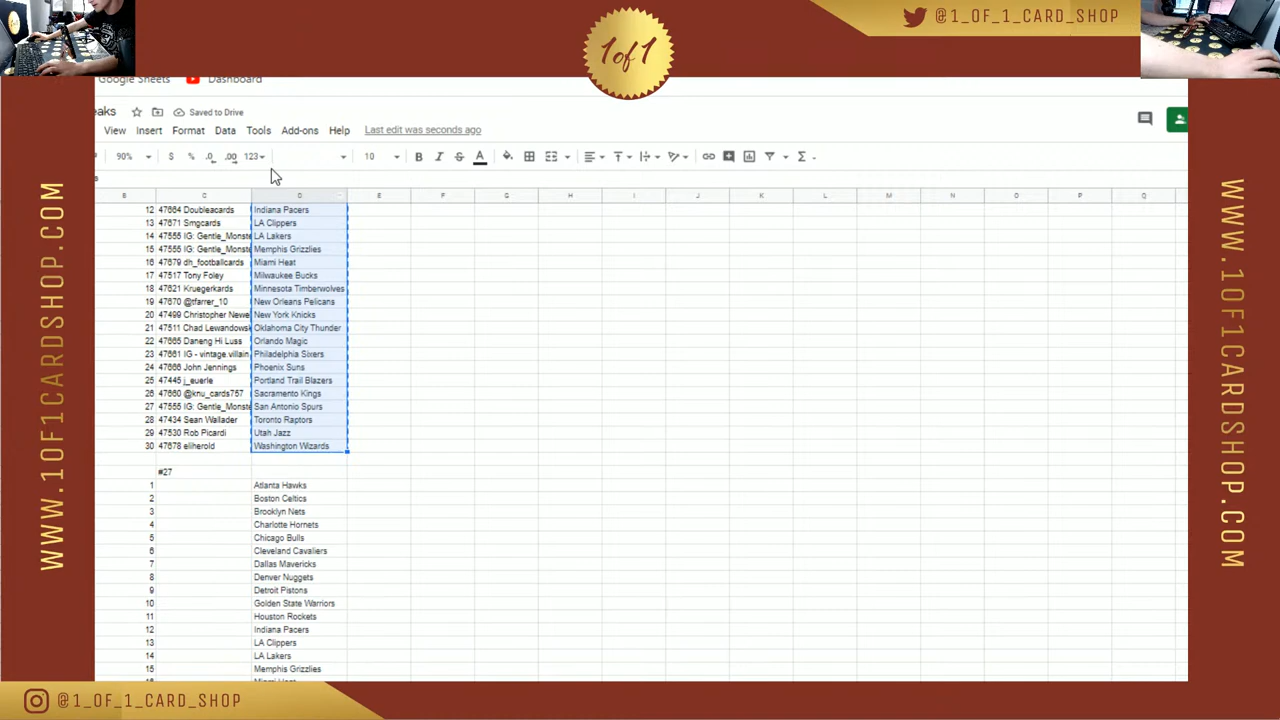 1of1
@1_OF_1_CARD_SHOP
Google Sheets Dashboard
eaks Saved to Drive
View Insert Format Data Tools Add-ons Help Last edit was seconds ago
90% $ % .0 .00 123 10 B I S A
B C D E F G H I J K L M N O P Q
12 47664 Doubleacards Indiana Pacers
13 47671 Smgcards LA Clippers
14 47555 IG: Gentle_Monste LA Lakers
15 47555 IG: Gentle_Monste Memphis Grizzlies
16 47679 dh_footballcards Miami Heat
17 47517 Tony Foley Milwaukee Bucks
18 47621 Kruegerkards Minnesota Timberwolves
19 47670 @tfarrer_10 New Orleans Pelicans
20 47499 Christopher Newe New York Knicks
21 47511 Chad Lewandowsk Oklahoma City Thunder
22 47665 Daneng Hi Luss Orlando Magic
23 47661 IG - vintage.villain. Philadelphia Sixers
24 47666 John Jennings Phoenix Suns
25 47445 j_euerle Portland Trail Blazers
26 47660 @knu_cards757 Sacramento Kings
27 47555 IG: Gentle_Monste San Antonio Spurs
28 47434 Sean Wallader Toronto Raptors
29 47530 Rob Picardi Utah Jazz
30 47678 eliherold Washington Wizards
#27
1 Atlanta Hawks
2 Boston Celtics
3 Brooklyn Nets
4 Charlotte Hornets
5 Chicago Bulls
6 Cleveland Cavaliers
7 Dallas Mavericks
8 Denver Nuggets
9 Detroit Pistons
10 Golden State Warriors
11 Houston Rockets
12 Indiana Pacers
13 LA Clippers
14 LA Lakers
15 Memphis Grizzlies
WWW.1OF1CARDSHOP.COM
WWW.1OF1CARDSHOP.COM
@1_OF_1_CARD_SHOP